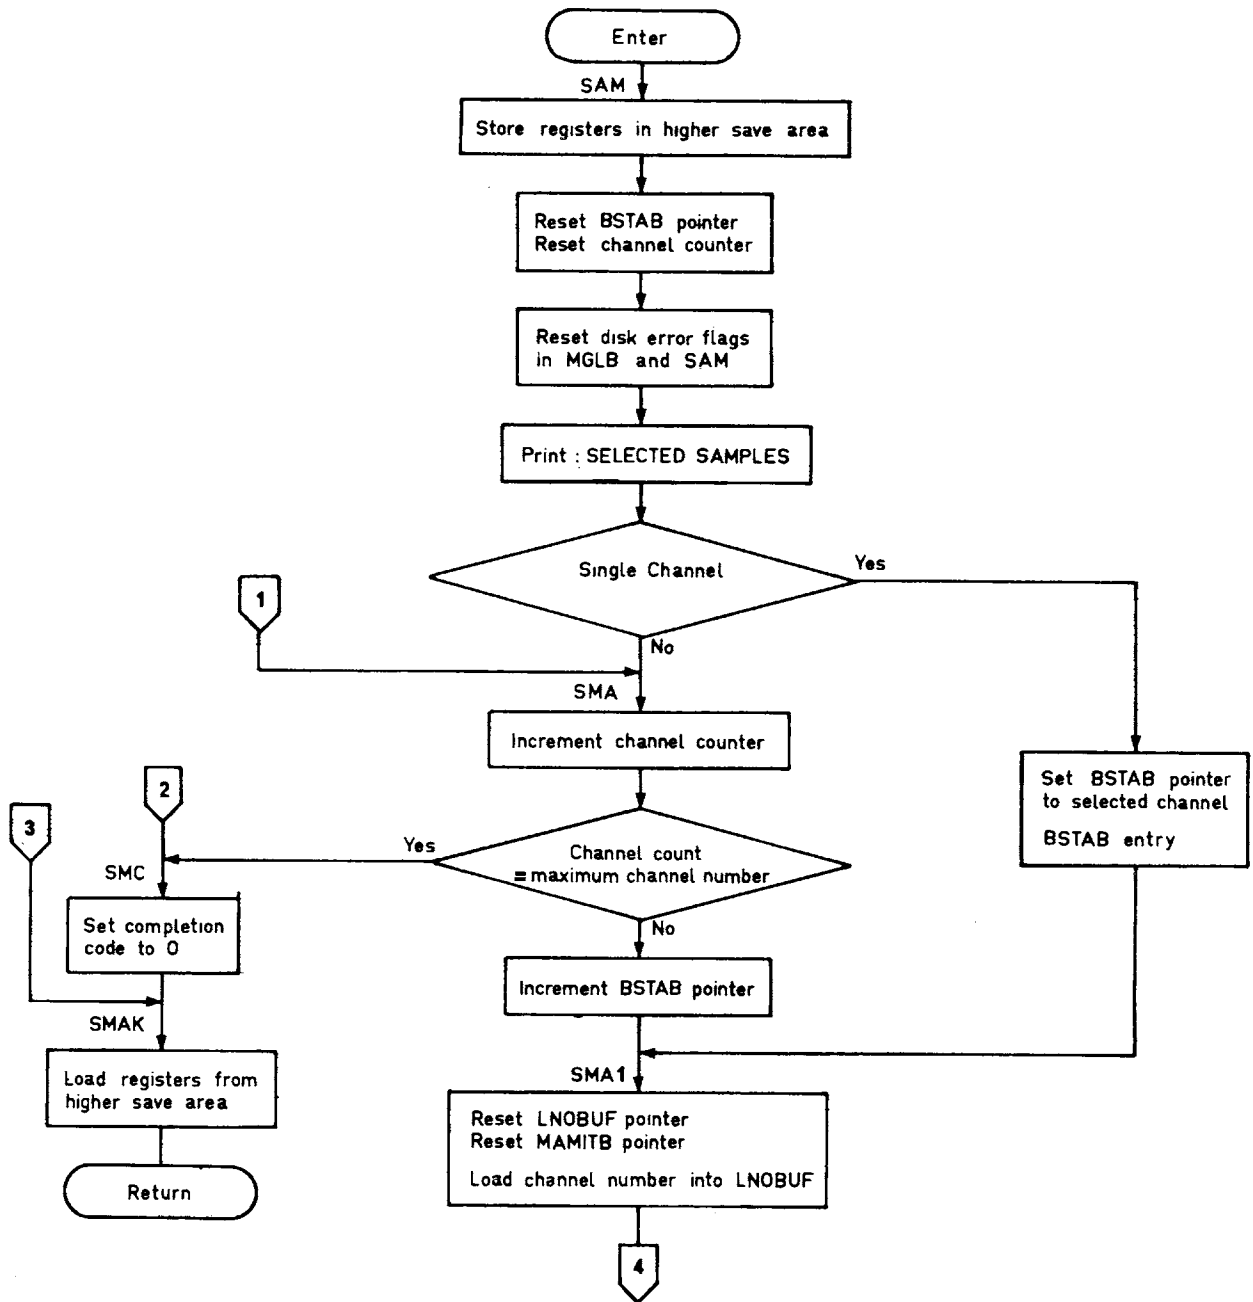 Enter
SAM
Store registers in higher save area
Reset BSTAB pointer
Reset channel counter
Reset disk error flags
in MGLB and SAM
Print : SELECTED SAMPLES
Single Channel
Yes
No
1
SMA
Increment channel counter
Set BSTAB pointer
to selected channel
BSTAB entry
2
3
Yes
Channel count
= maximum channel number
No
SMC
Set completion
code to 0
Increment BSTAB pointer
SMAK
Load registers from
higher save area
SMA1
Reset LNOBUF pointer
Reset MAMITB pointer
Load channel number into LNOBUF
Return
4